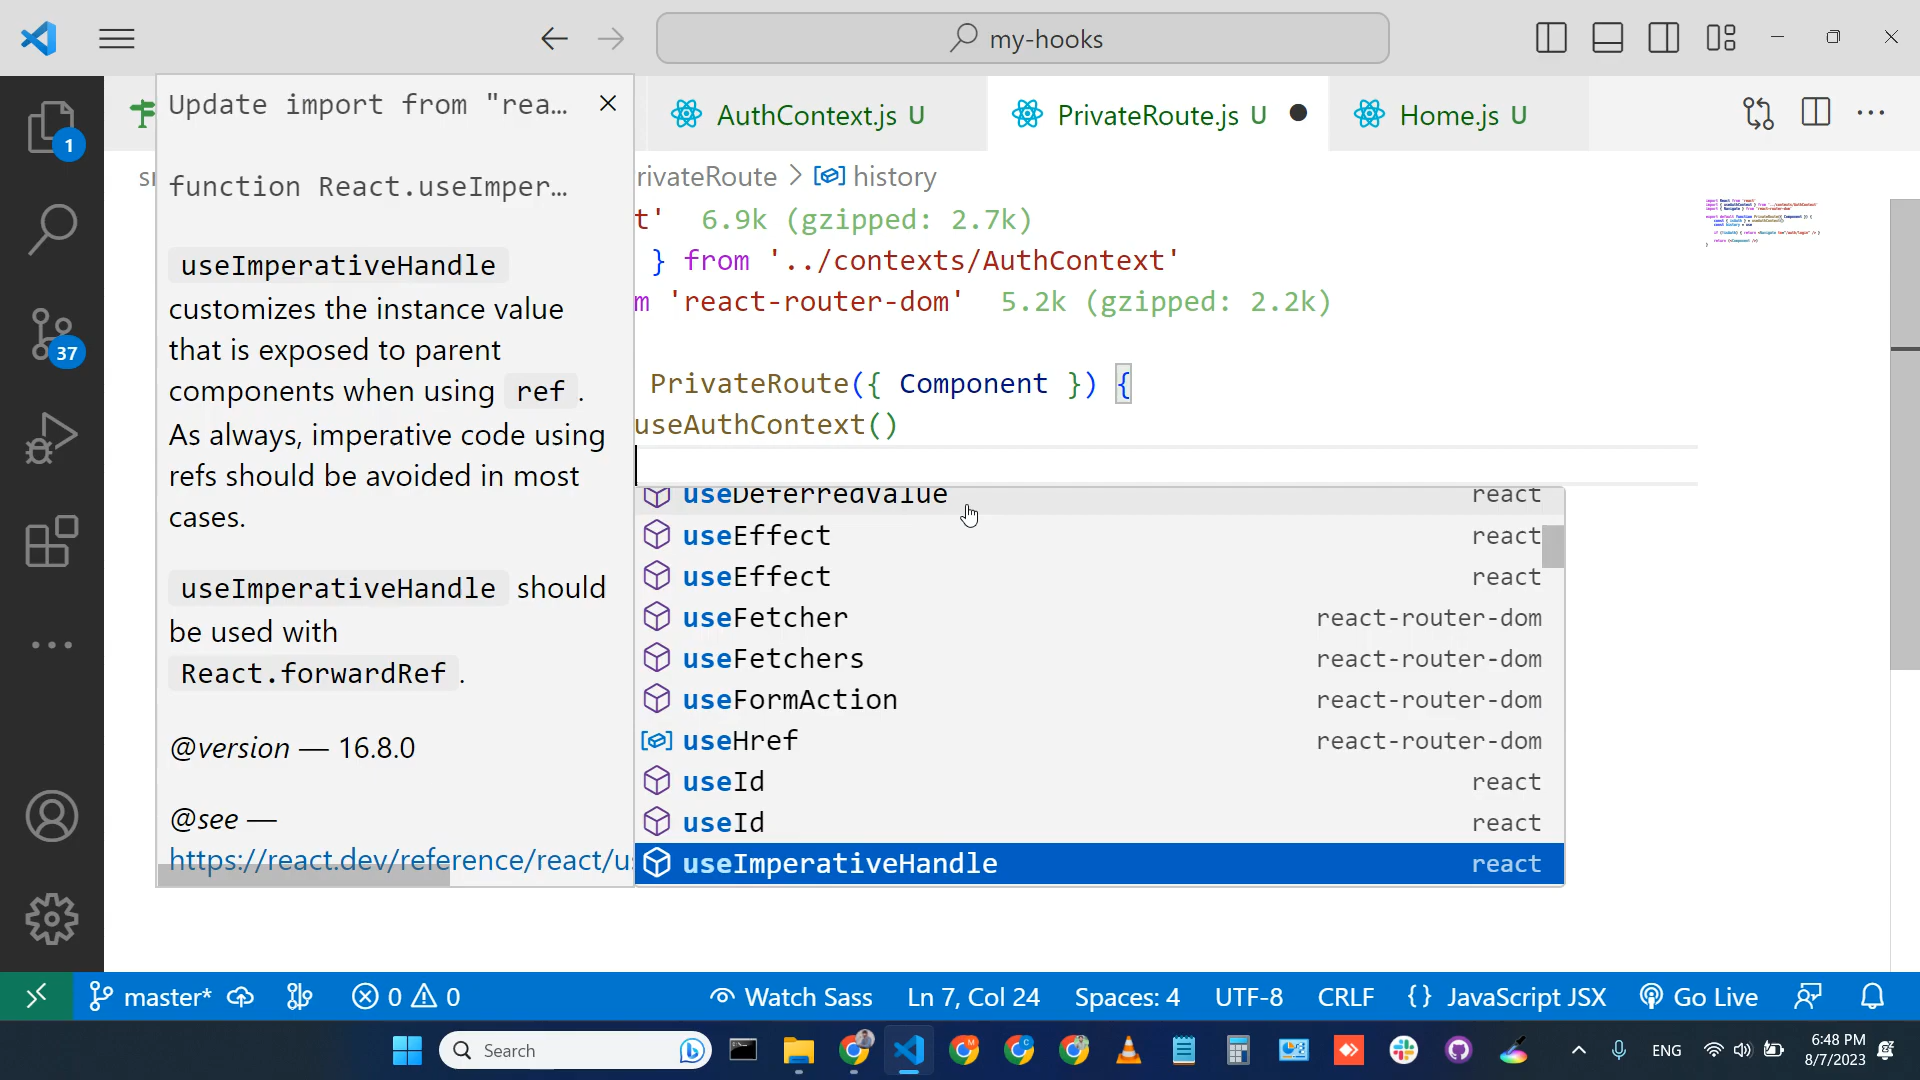 my-hooks
Update import from "rea...
AuthContext.js U
PrivateRoute.js U
Home.js U
1
function React.useImper...
rivateRoute > history
t' 6.9k (gzipped: 2.7k)
} from '../contexts/AuthContext'
m 'react-router-dom' 5.2k (gzipped: 2.2k)
PrivateRoute({ Component }) {
useAuthContext()
useImperativeHandle
customizes the instance value
that is exposed to parent
components when using ref.
As always, imperative code using
refs should be avoided in most
cases.
useImperativeHandle should
be used with
React.forwardRef.
@version — 16.8.0
@see —
https://react.dev/reference/react/us
37
useDeferredValue react
useEffect react
useEffect react
useFetcher react-router-dom
useFetchers react-router-dom
useFormAction react-router-dom
useHref react-router-dom
useId react
useId react
useImperativeHandle react
master* 0 0 Watch Sass Ln 7, Col 24 Spaces: 4 UTF-8 CRLF {} JavaScript JSX Go Live
Search
ENG
6:48 PM
8/7/2023